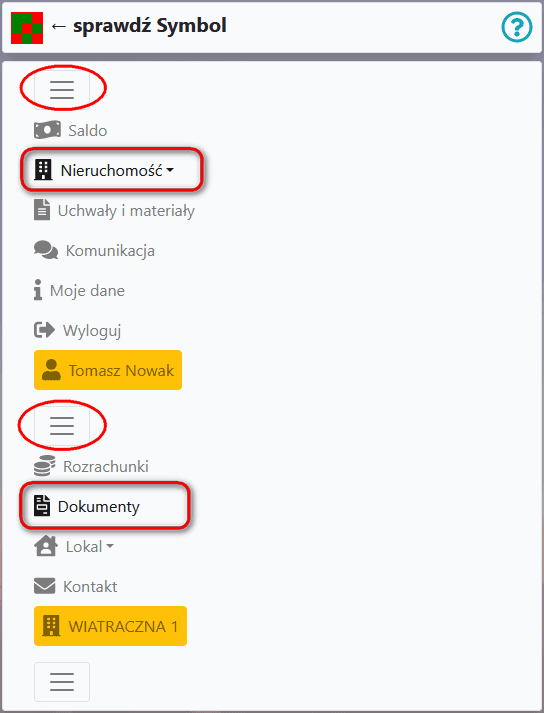 ← sprawdź Symbol
?
Saldo
Nieruchomość
Uchwały i materiały
Komunikacja
Moje dane
Wyloguj
Tomasz Nowak
Rozrachunki
Dokumenty
Lokal
Kontakt
WIATRACZNA 1